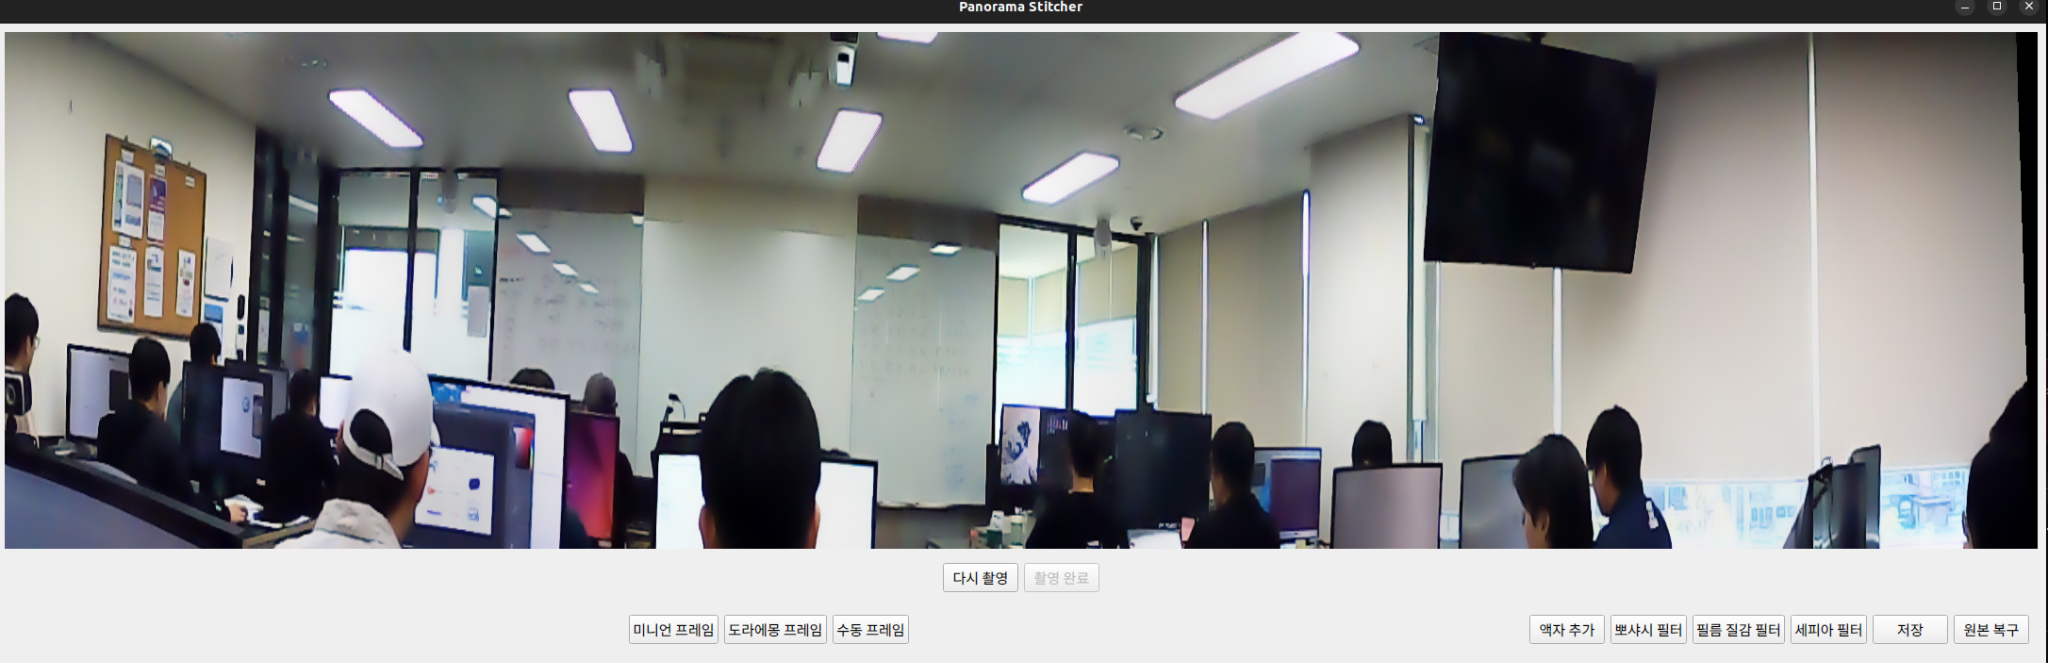 Panorama Stitcher
다시 촬영 촬영 완료
미니언 프레임 도라에몽 프레임 수동 프레임 액자 추가 뽀샤시 필터 필름 질감 필터 세피아 필터 저장 원본 복구